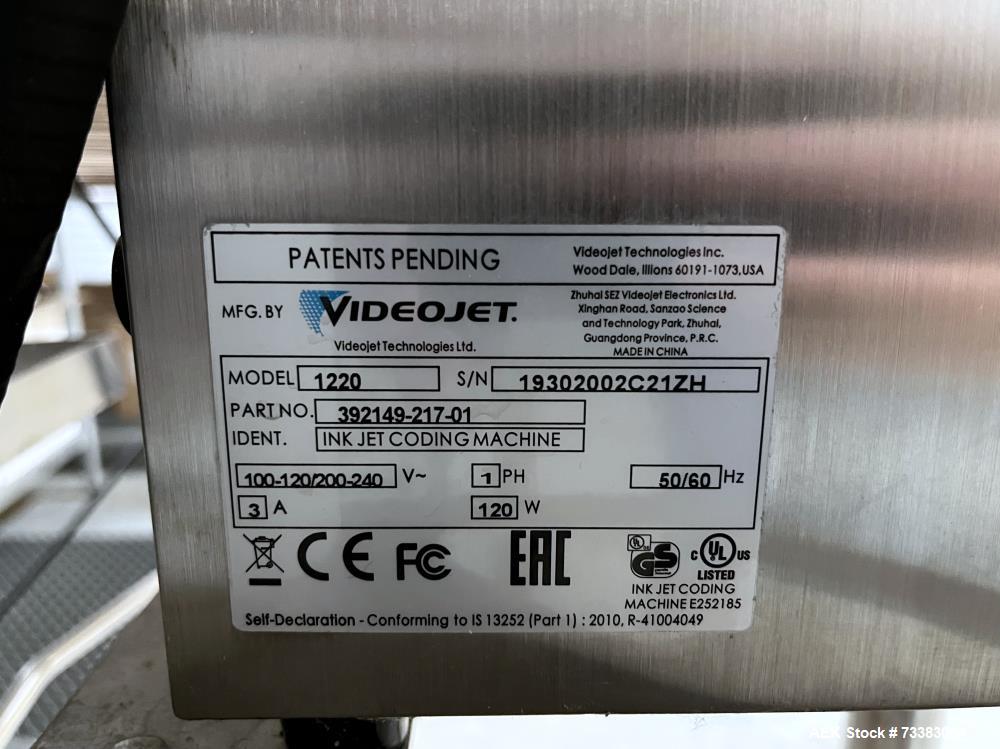 PATENTS PENDING
Videojet Technologies Inc.
Wood Dale, Illions 60191-1073,USA
MFG. BY
VIDEOJET.
Videojet Technologies Ltd.
Zhuhai SEZ Videojet Electronics Ltd.
Xinghan Road, Sanzao Science
and Technology Park, Zhuhai,
Guangdong Province, P.R.C.
MADE IN CHINA
MODEL 1220 S/N 19302002C21ZH
PART NO. 392149-217-01
IDENT. INK JET CODING MACHINE
100-120/200-240 V~ 1 PH 50/60 Hz
3 A 120 W
CE FC EAC
UL GS
C UL US
LISTED
INK JET CODING
MACHINE E252185
Self-Declaration - Conforming to IS 13252 (Part 1) : 2010, R-41004049
Stock # 73383